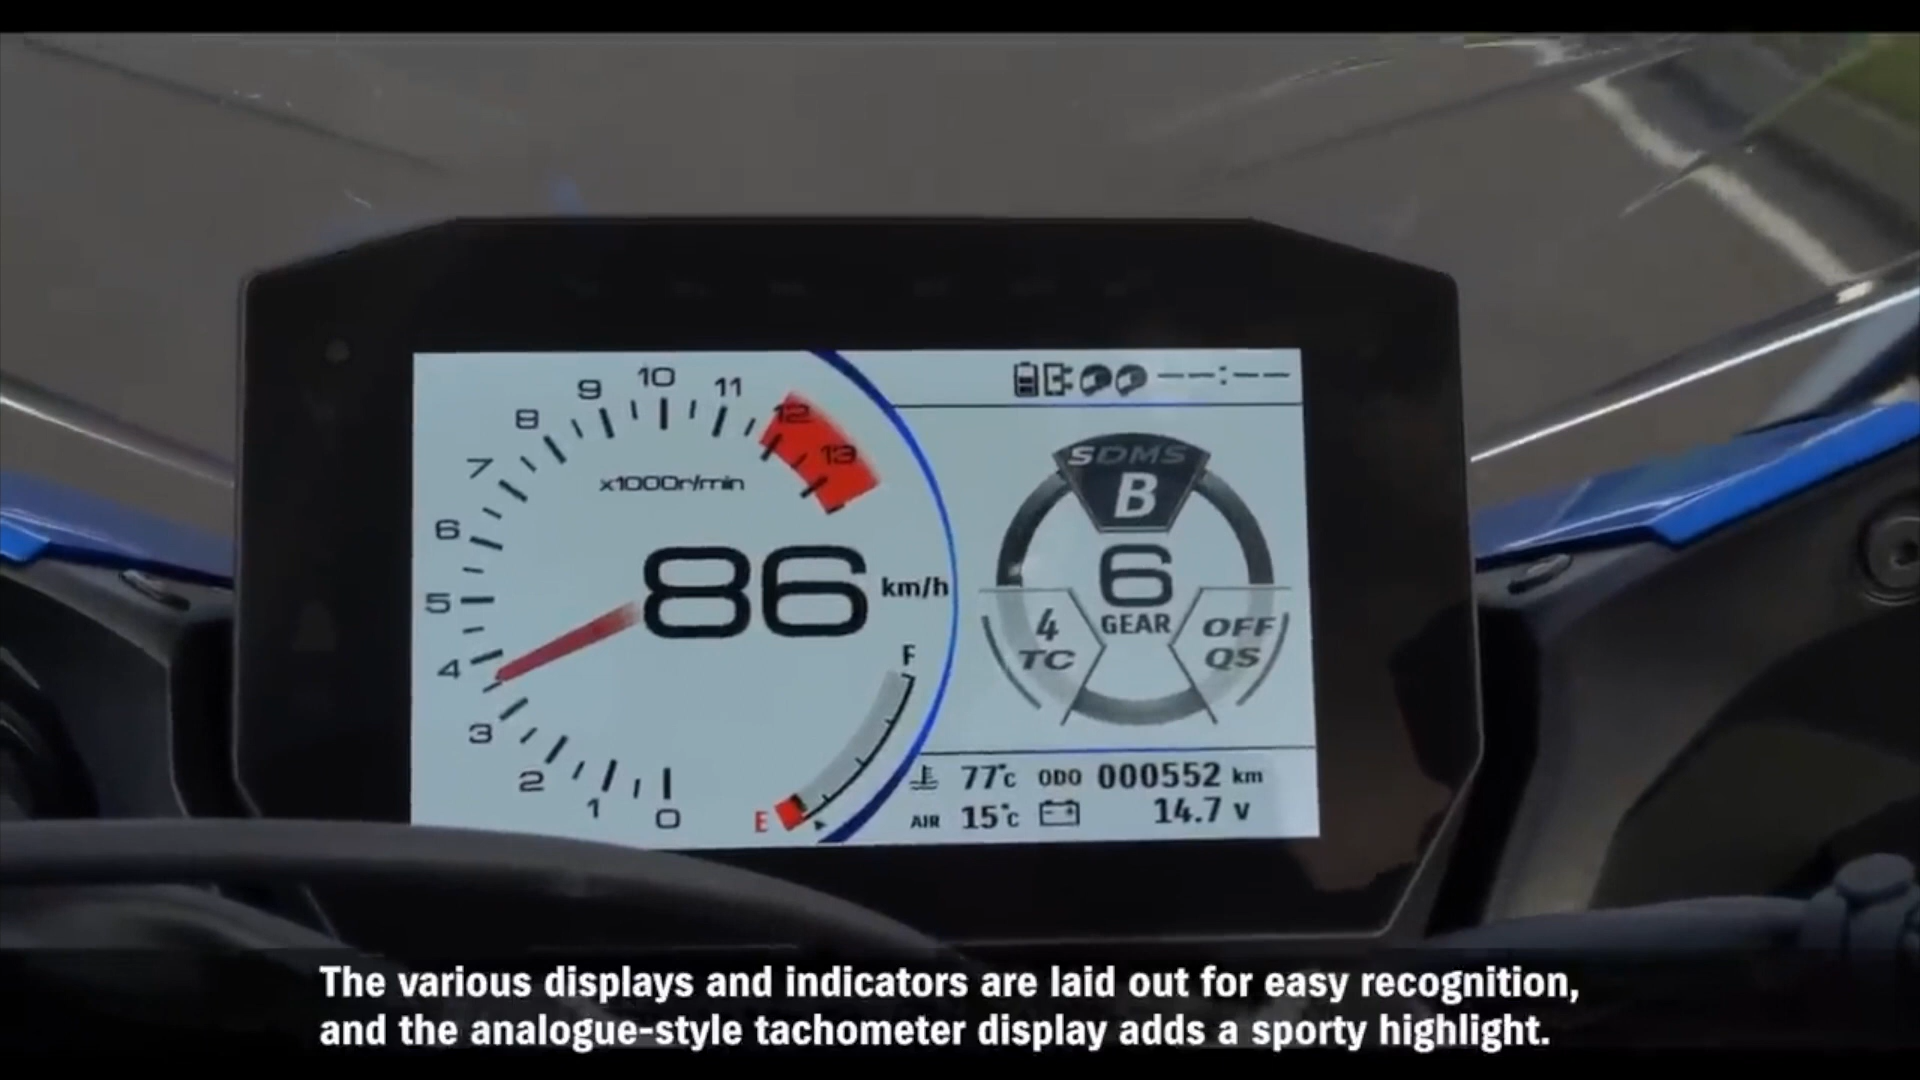 10
9 11
8 12
7 13
x1000r/min
6
86 km/h
5
4
3
2
1
0
F
E
--:--
SDMS
B
6
GEAR
4
TC
OFF
QS
77°c ODO 000552 km
AIR 15°c 14.7 v
The various displays and indicators are laid out for easy recognition,
and the analogue-style tachometer display adds a sporty highlight.